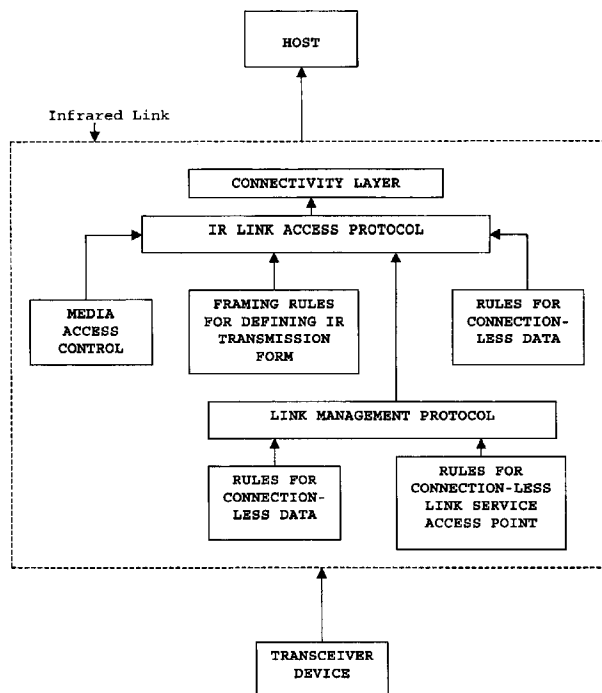 HOST
Infrared Link
CONNECTIVITY LAYER
IR LINK ACCESS PROTOCOL
MEDIA
ACCESS
CONTROL
FRAMING RULES
FOR DEFINING IR
TRANSMISSION
FORM
RULES FOR
CONNECTION-
LESS DATA
LINK MANAGEMENT PROTOCOL
RULES FOR
CONNECTION-
LESS DATA
RULES FOR
CONNECTION-LESS
LINK SERVICE
ACCESS POINT
TRANSCEIVER
DEVICE